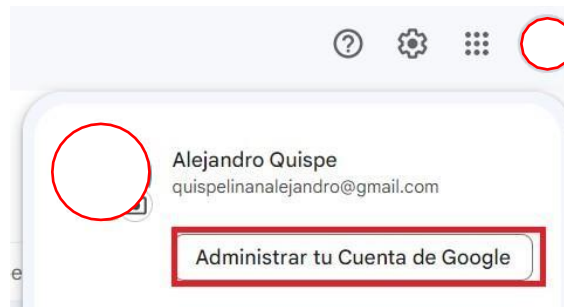 Alejandro Quispe
quispelinanalejandro@gmail.com
Administrar tu Cuenta de Google
e